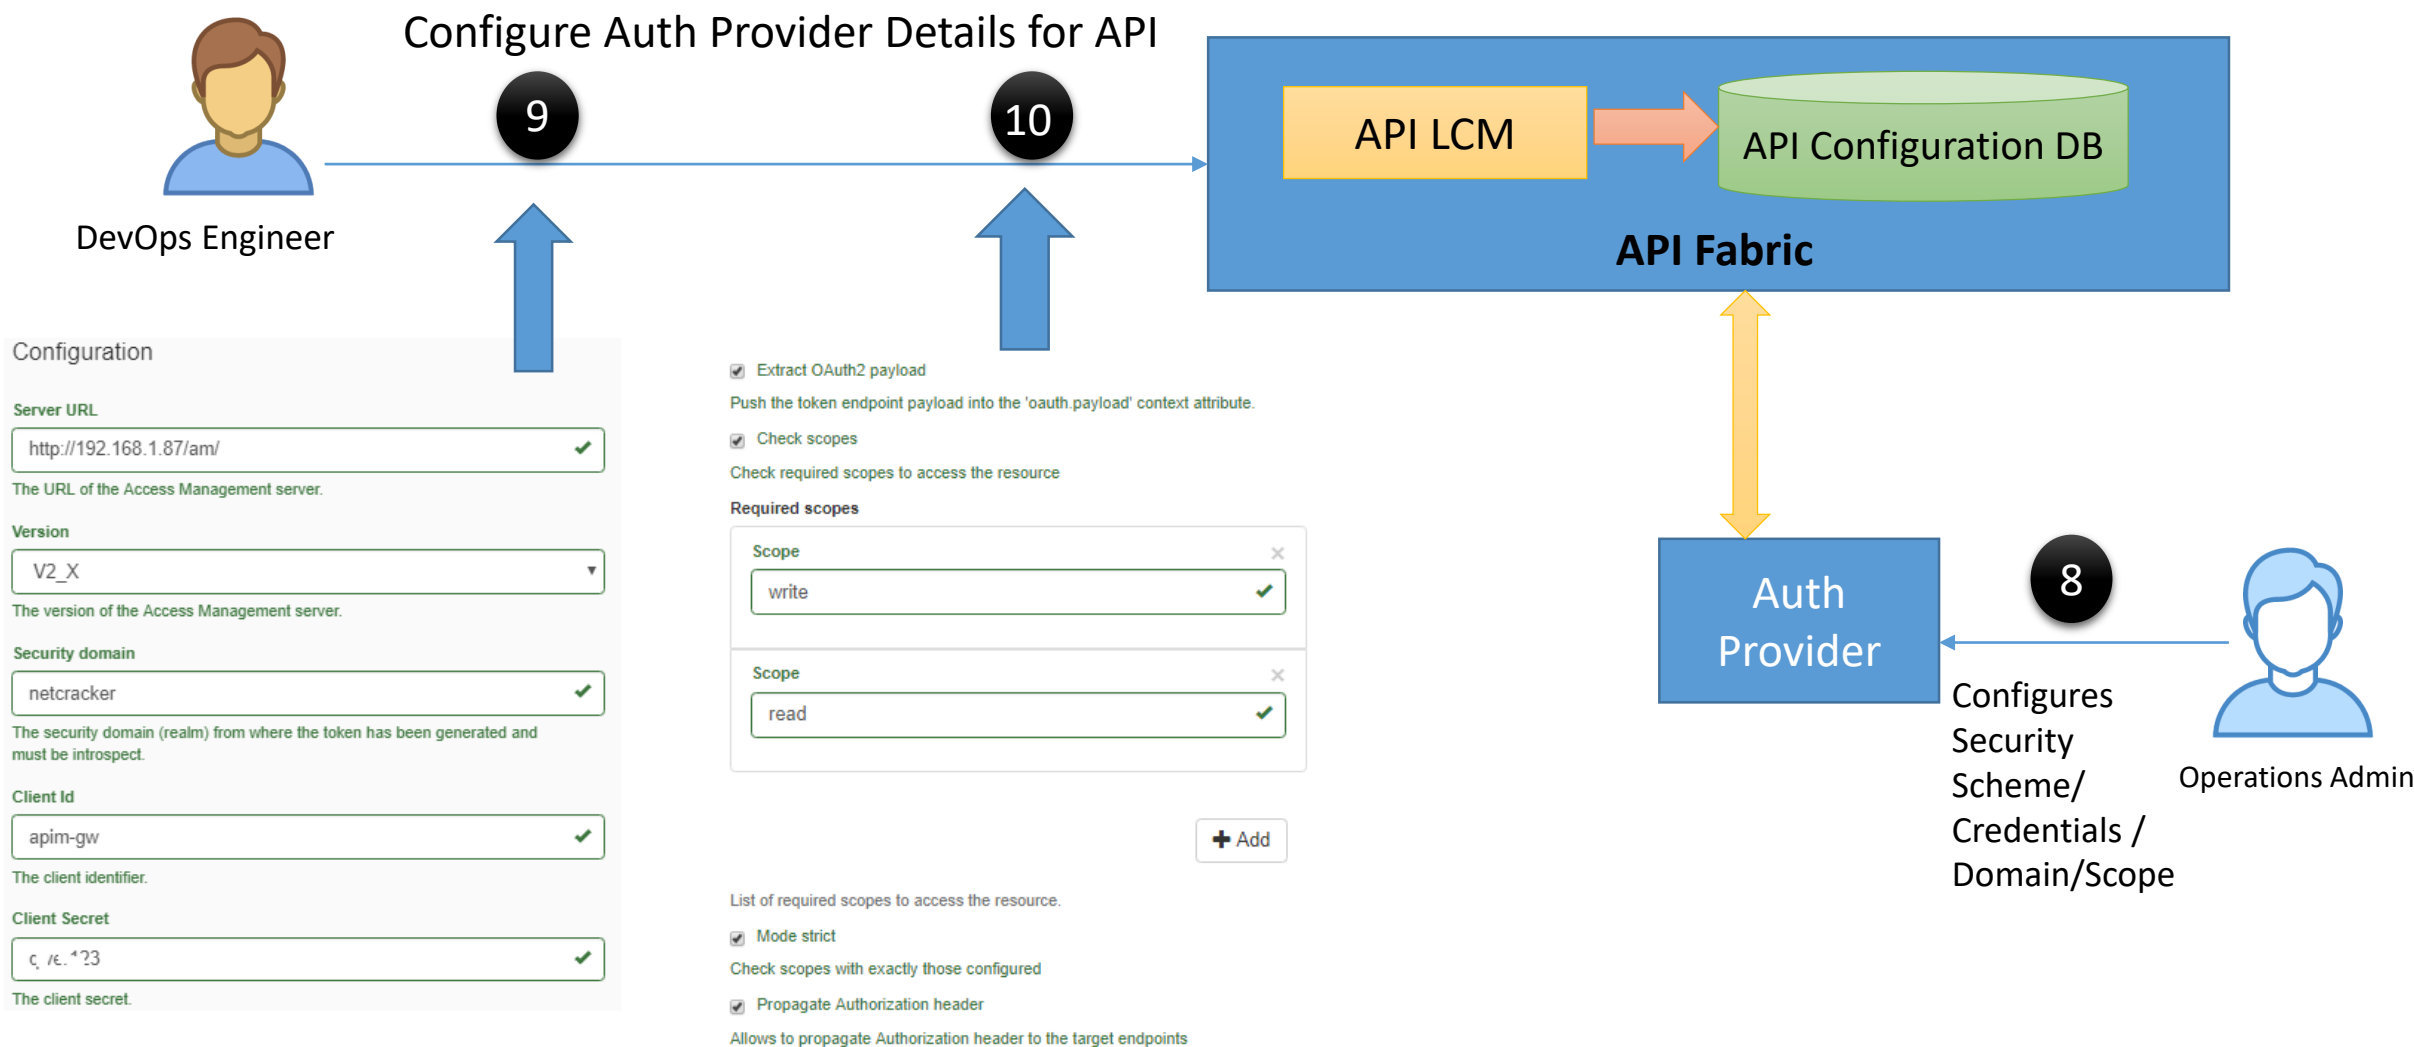 Configure Auth Provider Details for API
9
10
DevOps Engineer
API LCM
API Configuration DB
API Fabric
Configuration
Server URL
http://192.168.1.87/am/
The URL of the Access Management server.
Version
V2_X
The version of the Access Management server.
Security domain
netcracker
The security domain (realm) from where the token has been generated and
must be introspect.
Client Id
apim-gw
The client identifier.
Client Secret
The client secret.
Extract OAuth2 payload
Push the token endpoint payload into the 'oauth.payload' context attribute.
Check scopes
Check required scopes to access the resource
Required scopes
Scope
write
Scope
read
Add
List of required scopes to access the resource.
Mode strict
Check scopes with exactly those configured
Propagate Authorization header
Allows to propagate Authorization header to the target endpoints
Auth
Provider
8
Configures
Security
Scheme/
Credentials /
Domain/Scope
Operations Admin